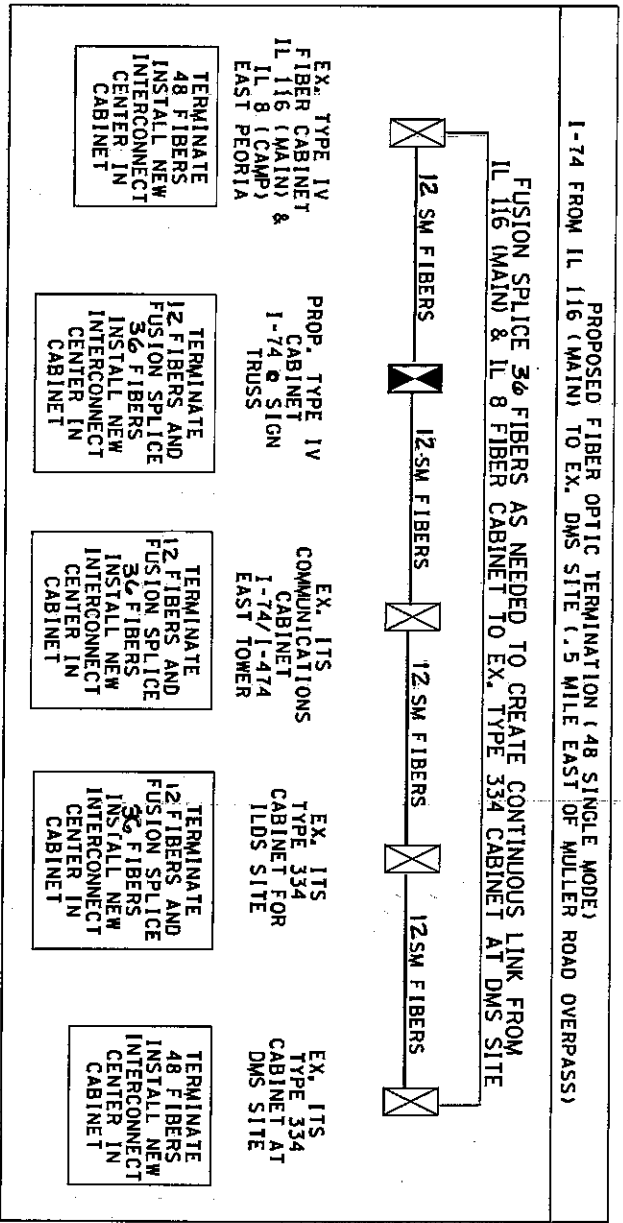 PROPOSED FIBER OPTIC TERMINATION (48 SINGLE MODE)
I-74 FROM IL 116 (MAIN) TO EX. DMS SITE (.5 MILE EAST OF MULLER ROAD OVERPASS)
FUSION SPLICE 36 FIBERS AS NEEDED TO CREATE CONTINUOUS LINK FROM
IL 116 (MAIN) & IL 8 FIBER CABINET TO EX. TYPE 334 CABINET AT DMS SITE
12 SM FIBERS
12 SM FIBERS
12 SM FIBERS
12 SM FIBERS
EX. TYPE IV
FIBER CABINET
IL 116 (MAIN) &
IL 8 (CAMP)
EAST PEORIA
PROP. TYPE IV
CABINET
I-74 @ SIGN
TRUSS
EX. ITS
COMMUNICATIONS
CABINET
I-74/I-474
EAST TOWER
EX. ITS
TYPE 334
CABINET FOR
ILDS SITE
EX. ITS
TYPE 334
CABINET AT
DMS SITE
TERMINATE
48 FIBERS
INSTALL NEW
INTERCONNECT
CENTER IN
CABINET
TERMINATE
12 FIBERS AND
FUSION SPLICE
36 FIBERS
INSTALL NEW
INTERCONNECT
CENTER IN
CABINET
TERMINATE
12 FIBERS AND
FUSION SPLICE
36 FIBERS
INSTALL NEW
INTERCONNECT
CENTER IN
CABINET
TERMINATE
12 FIBERS AND
FUSION SPLICE
36 FIBERS
INSTALL NEW
INTERCONNECT
CENTER IN
CABINET
TERMINATE
48 FIBERS
INSTALL NEW
INTERCONNECT
CENTER IN
CABINET